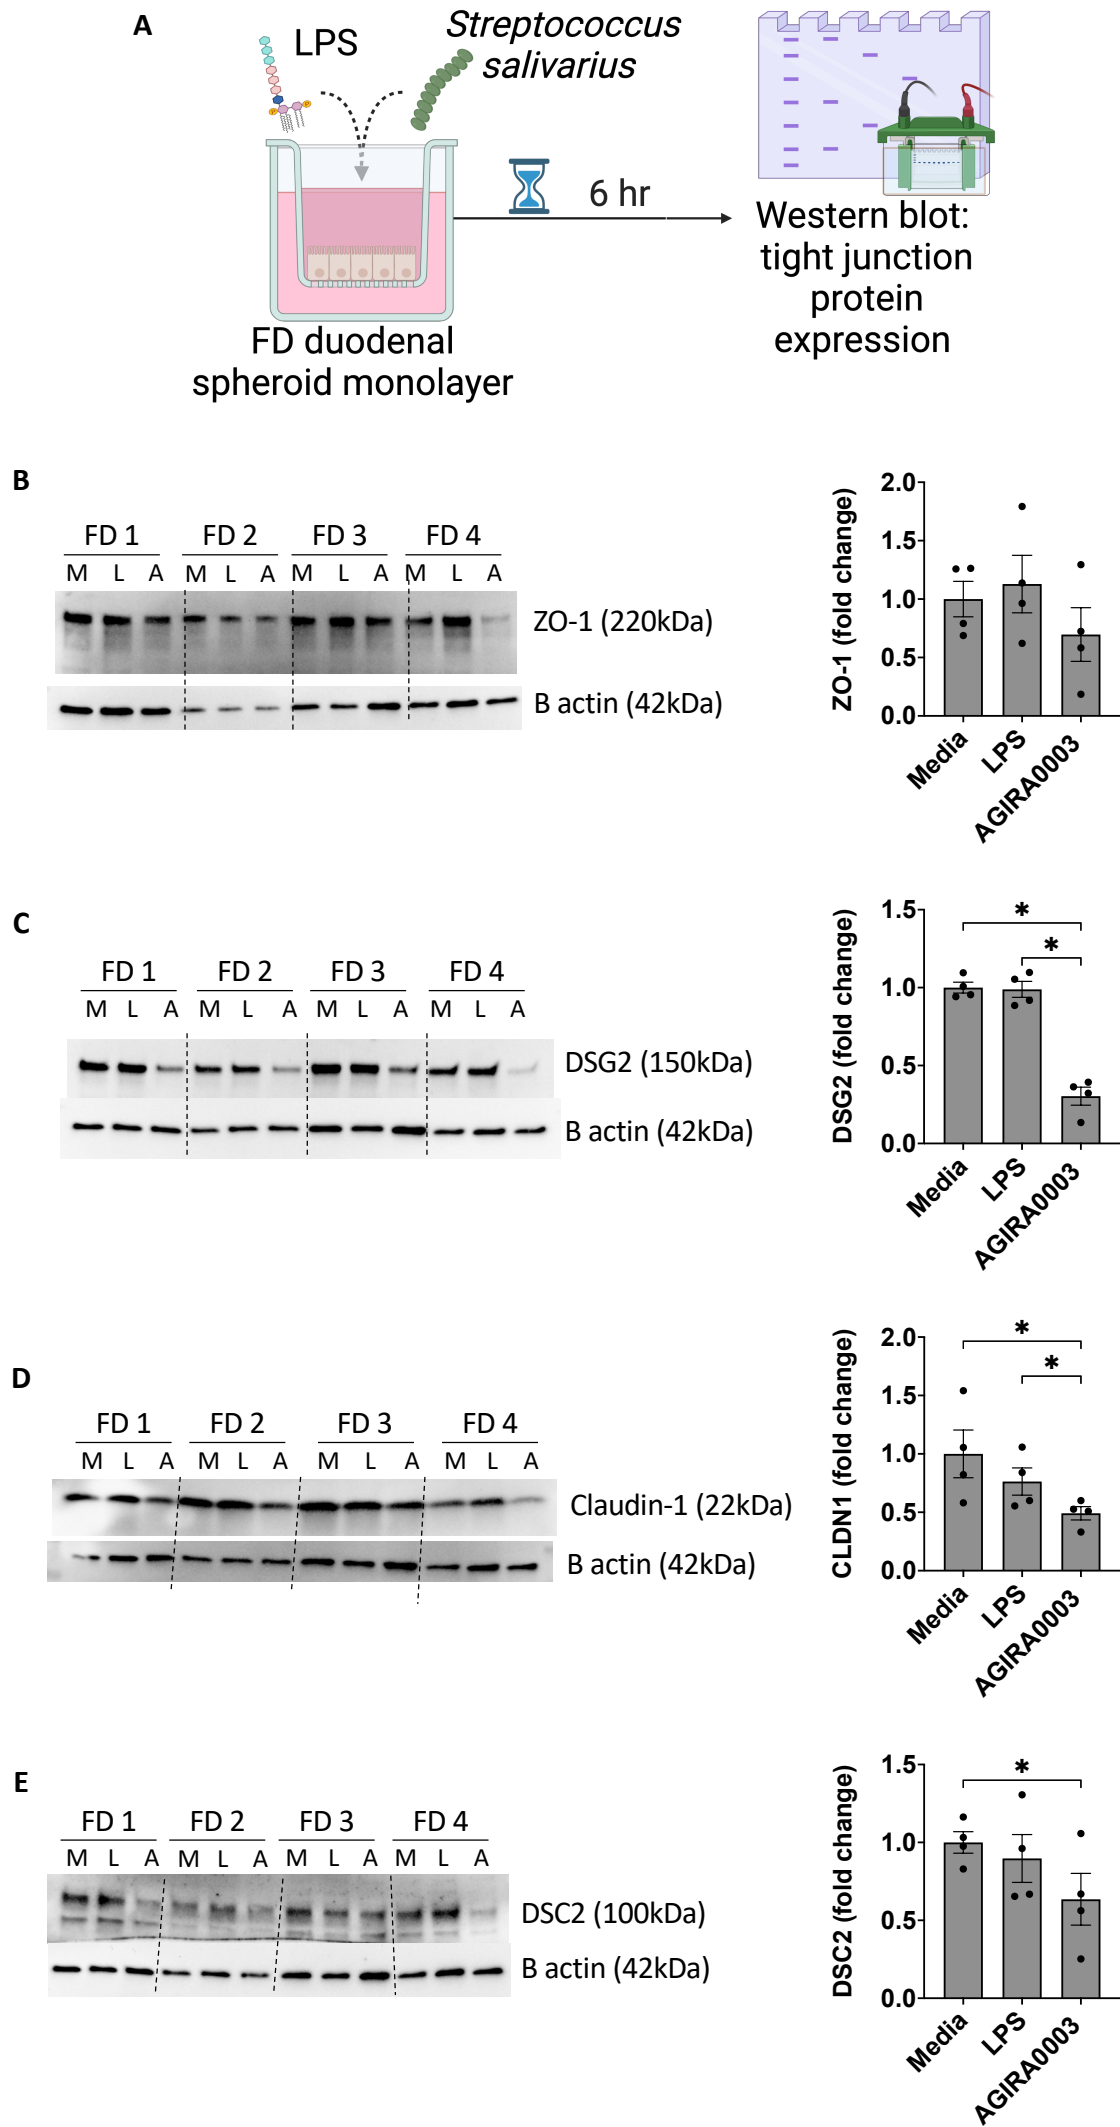 A
LPS
Streptococcus
salivarius
6 hr
FD duodenal
spheroid monolayer
Western blot:
tight junction
protein
expression
B
FD 1 FD 2 FD 3 FD 4
M L A M L A M L A M L A
ZO-1 (220kDa)
B actin (42kDa)
ZO-1 (fold change)
2.0
1.5
1.0
0.5
0.0
Media
LPS
AGIRA0003
C
FD 1 FD 2 FD 3 FD 4
M L A M L A M L A M L A
DSG2 (150kDa)
B actin (42kDa)
DSG2 (fold change)
1.5
1.0
0.5
0.0
*
*
Media
LPS
AGIRA0003
D
FD 1 FD 2 FD 3 FD 4
M L A M L A M L A M L A
Claudin-1 (22kDa)
B actin (42kDa)
CLDN1 (fold change)
2.0
1.5
1.0
0.5
0.0
*
*
Media
LPS
AGIRA0003
E
FD 1 FD 2 FD 3 FD 4
M L A M L A M L A M L A
DSC2 (100kDa)
B actin (42kDa)
DSC2 (fold change)
1.5
1.0
0.5
0.0
*
Media
LPS
AGIRA0003